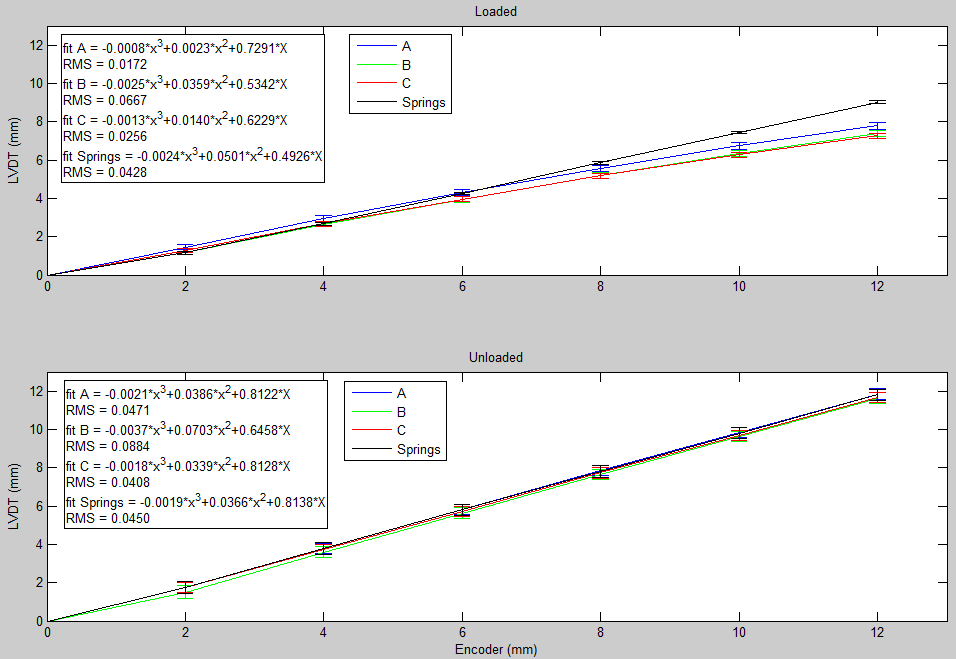 Loaded
12
10
8
6
4
2
0
LVDT (mm)
fit A = -0.0008*x^3+0.0023*x^2+0.7291*X
RMS = 0.0172
fit B = -0.0025*x^3+0.0359*x^2+0.5342*X
RMS = 0.0667
fit C = -0.0013*x^3+0.0140*x^2+0.6229*X
RMS = 0.0256
fit Springs = -0.0024*x^3+0.0501*x^2+0.4926*X
RMS = 0.0428
A
B
C
Springs
0 2 4 6 8 10 12
Unloaded
12
10
8
6
4
2
0
LVDT (mm)
fit A = -0.0021*x^3+0.0386*x^2+0.8122*X
RMS = 0.0471
fit B = -0.0037*x^3+0.0703*x^2+0.6458*X
RMS = 0.0884
fit C = -0.0018*x^3+0.0339*x^2+0.8128*X
RMS = 0.0408
fit Springs = -0.0019*x^3+0.0366*x^2+0.8138*X
RMS = 0.0450
A
B
C
Springs
0 2 4 6 8 10 12
Encoder (mm)